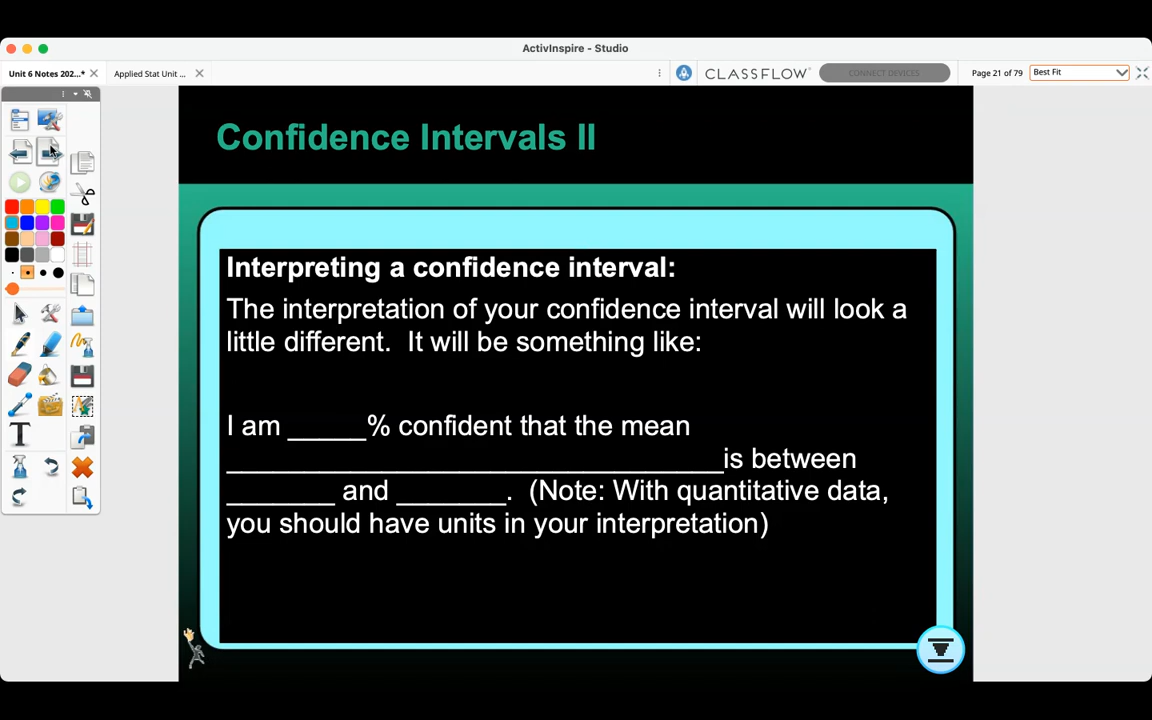 ActivInspire - Studio
Unit 6 Notes 202...*
Applied Stat Unit ...
CLASSFLOW
CONNECT DEVICES
Page 21 of 79
Best Fit
Confidence Intervals II
Interpreting a confidence interval:
The interpretation of your confidence interval will look a
little different. It will be something like:
I am _____% confident that the mean
________________________________is between
_______ and _______. (Note: With quantitative data,
you should have units in your interpretation)